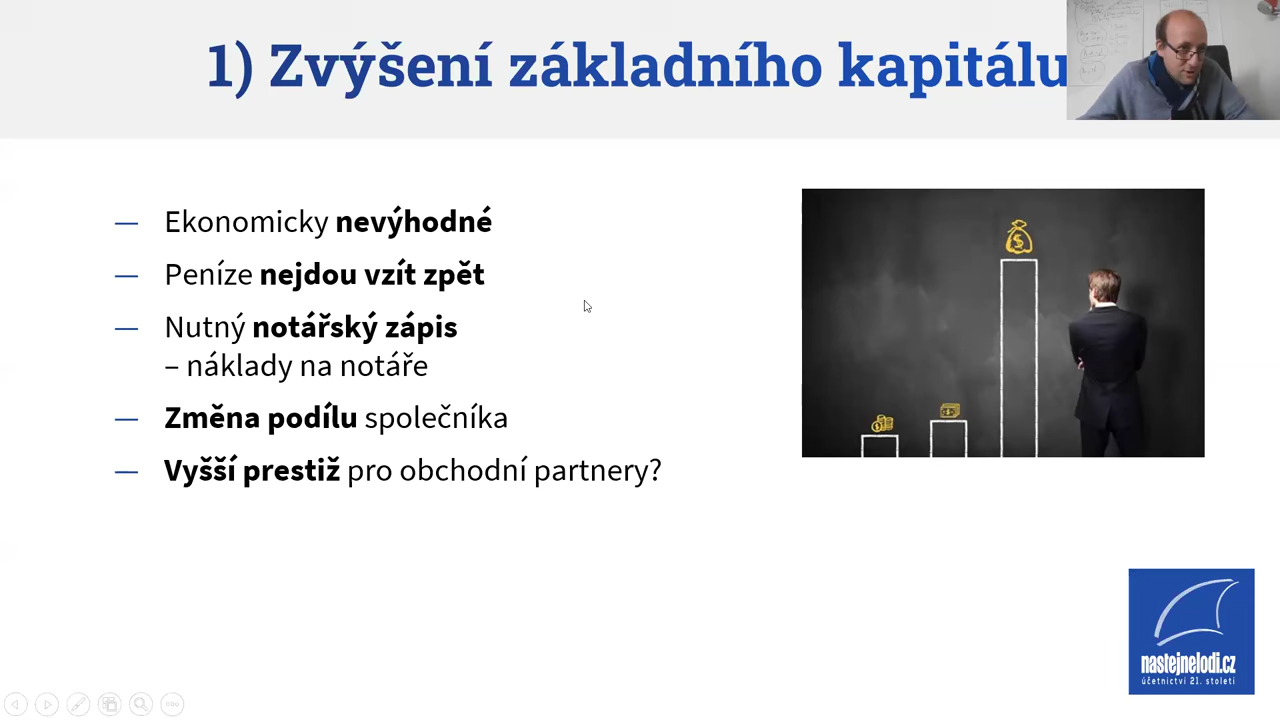 1) Zvýšení základního kapitálu
— Ekonomicky nevýhodné
— Peníze nejdou vzít zpět
— Nutný notářský zápis
– náklady na notáře
— Změna podílu společníka
— Vyšší prestiž pro obchodní partnery?
nastejnelodi.cz
účetnictví 21. století